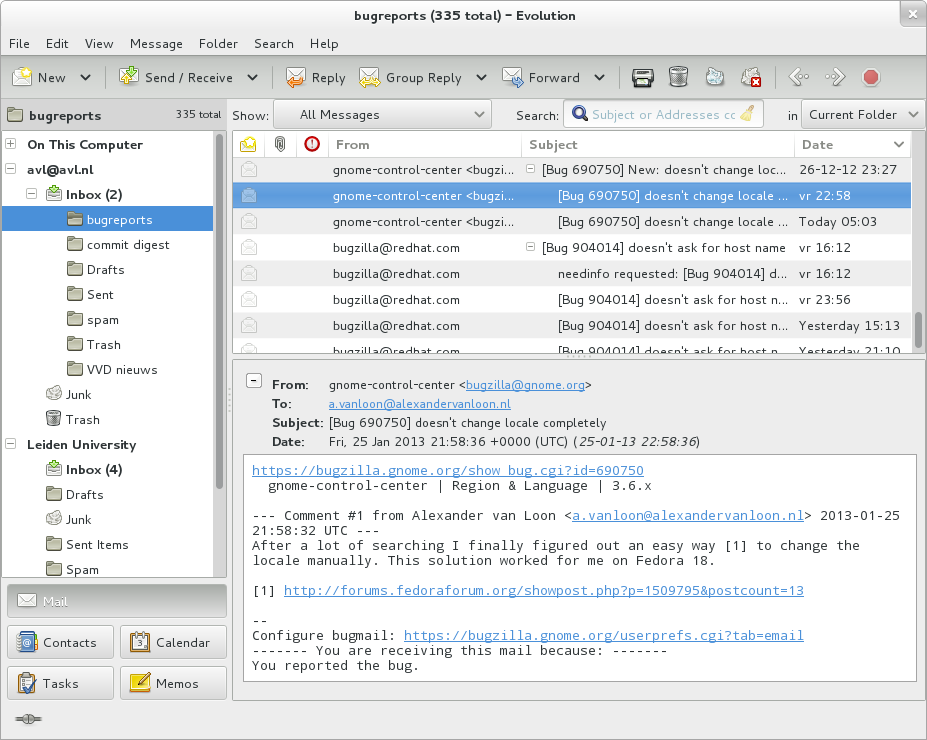 bugreports (335 total) – Evolution
File Edit View Message Folder Search Help
New Send / Receive Reply Group Reply Forward
bugreports 335 total
Show: All Messages Search: Subject or Addresses cc in Current Folder
On This Computer
avl@avl.nl
Inbox (2)
bugreports
commit digest
Drafts
Sent
spam
Trash
VVD nieuws
Junk
Trash
Leiden University
Inbox (4)
Drafts
Junk
Sent Items
Spam
Mail
Contacts Calendar
Tasks Memos
From Subject Date
gnome-control-center <bugzi... [Bug 690750] New: doesn't change loc... 26-12-12 23:27
gnome-control-center <bugzi... [Bug 690750] doesn't change locale ... vr 22:58
gnome-control-center <bugzi... [Bug 690750] doesn't change locale ... Today 05:03
bugzilla@redhat.com [Bug 904014] doesn't ask for host name vr 16:12
bugzilla@redhat.com needinfo requested: [Bug 904014] d... vr 16:12
bugzilla@redhat.com [Bug 904014] doesn't ask for host n... vr 23:56
bugzilla@redhat.com [Bug 904014] doesn't ask for host n... Yesterday 15:13
bugzilla@redhat.com [Bug 904014] doesn't ask for host n... Yesterday 21:10
From: gnome-control-center <bugzilla@gnome.org>
To: a.vanloon@alexandervanloon.nl
Subject: [Bug 690750] doesn't change locale completely
Date: Fri, 25 Jan 2013 21:58:36 +0000 (UTC) (25-01-13 22:58:36)
https://bugzilla.gnome.org/show_bug.cgi?id=690750
gnome-control-center | Region & Language | 3.6.x
--- Comment #1 from Alexander van Loon <a.vanloon@alexandervanloon.nl> 2013-01-25
21:58:32 UTC ---
After a lot of searching I finally figured out an easy way [1] to change the
locale manually. This solution worked for me on Fedora 18.
[1] http://forums.fedoraforum.org/showpost.php?p=1509795&postcount=13
--
Configure bugmail: https://bugzilla.gnome.org/userprefs.cgi?tab=email
------- You are receiving this mail because: -------
You reported the bug.